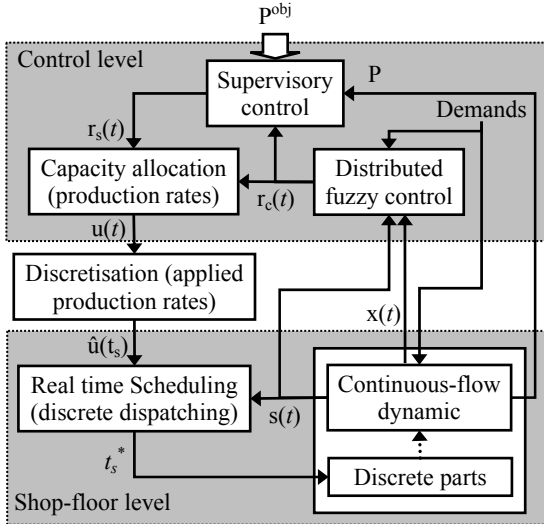 P^obj
Control level
Supervisory
control
P
Demands
r_s(t)
Capacity allocation
(production rates)
r_c(t)
Distributed
fuzzy control
u(t)
Discretisation (applied
production rates)
x(t)
û(t_s)
Real time Scheduling
(discrete dispatching)
s(t)
Continuous-flow
dynamic
t_s^*
Discrete parts
Shop-floor level